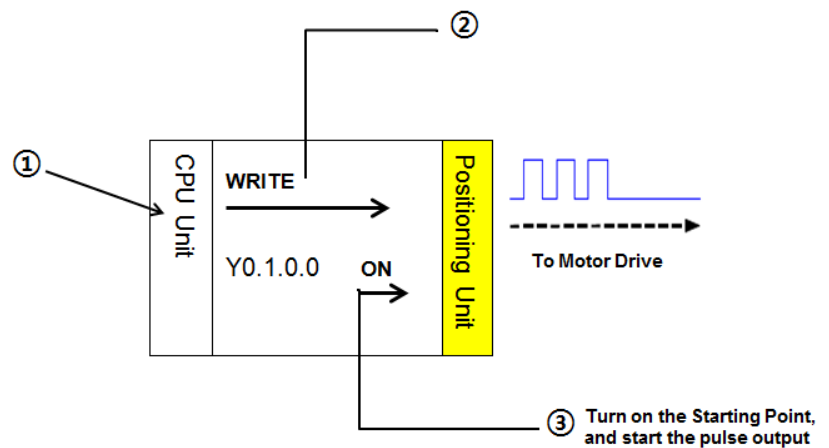 ②
①
CPU Unit
WRITE
Y0.1.0.0 ON
Positioning Unit
To Motor Drive
③ Turn on the Starting Point,
and start the pulse output